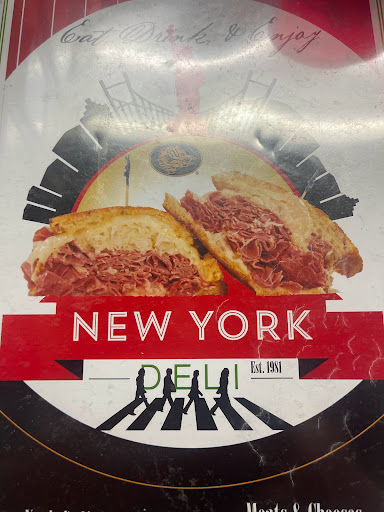 Eat Drink, & Enjoy
NEW YORK
DELI
Est. 1981
Meats & Cheeses